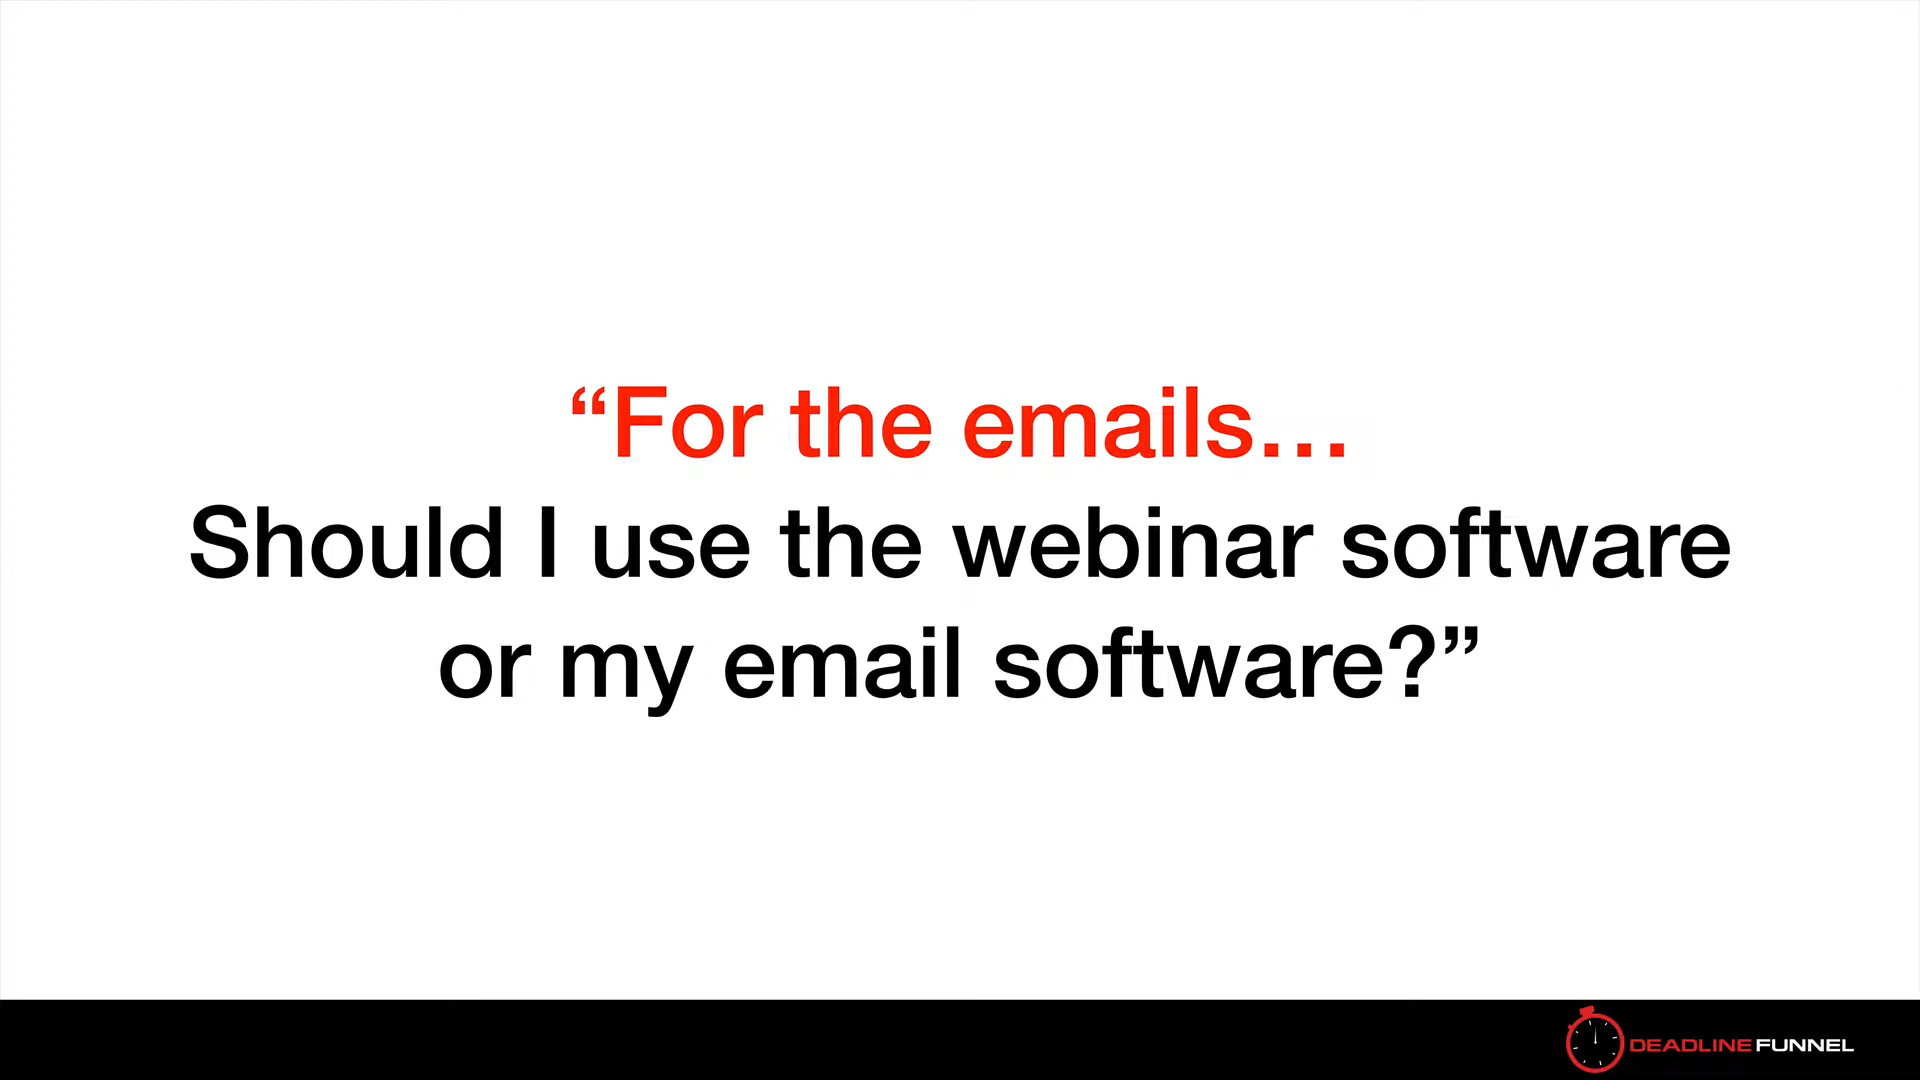 “For the emails…
Should I use the webinar software
or my email software?”
DEADLINE FUNNEL